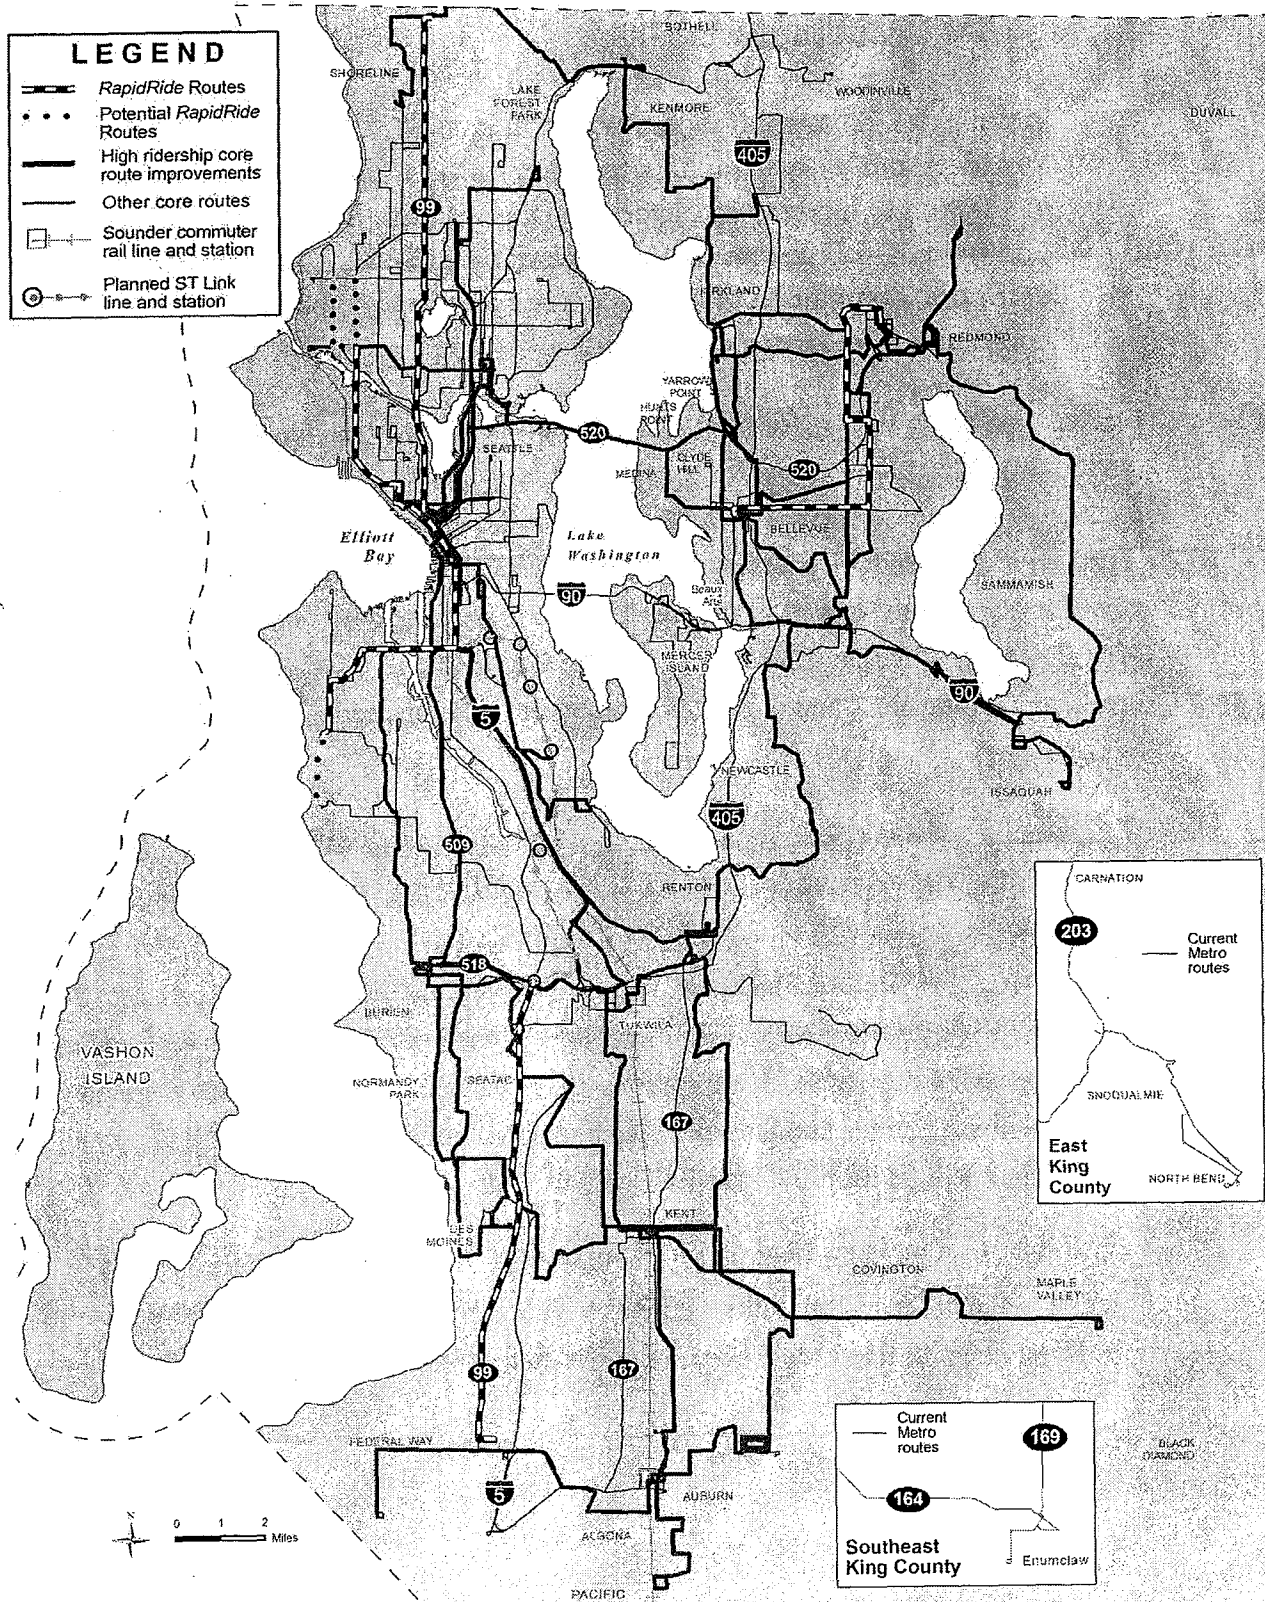 LEGEND
RapidRide Routes
Potential RapidRide
Routes
High ridership core
route improvements
Other core routes
Sounder commuter
rail line and station
Planned ST Link
line and station
BOTHELL
SHORELINE
LAKE
FOREST
PARK
KENMORE
WOODINVILLE
DUVALL
405
99
KIRKLAND
REDMOND
YARROW
POINT
HUNTS
POINT
520
SEATTLE
CLYDE
HILL
MEDINA
520
BELLEVUE
Elliott
Bay
Lake
Washington
SAMMAMISH
90
Beaux
Arts
MERCER
ISLAND
90
5
NEWCASTLE
ISSAQUAH
405
509
RENTON
CARNATION
203
Current
Metro
routes
518
BURIEN
TUKWILA
VASHON
ISLAND
NORMANDY
PARK
SEATAC
SNOQUALMIE
167
East
King
County
NORTH BEND
KENT
DES
MOINES
COVINGTON
MAPLE
VALLEY
99
167
Current
Metro
routes
169
FEDERAL WAY
BLACK
DIAMOND
5
AUBURN
164
N
0 1 2
Miles
ALGONA
Southeast
King County
Enumclaw
PACIFIC